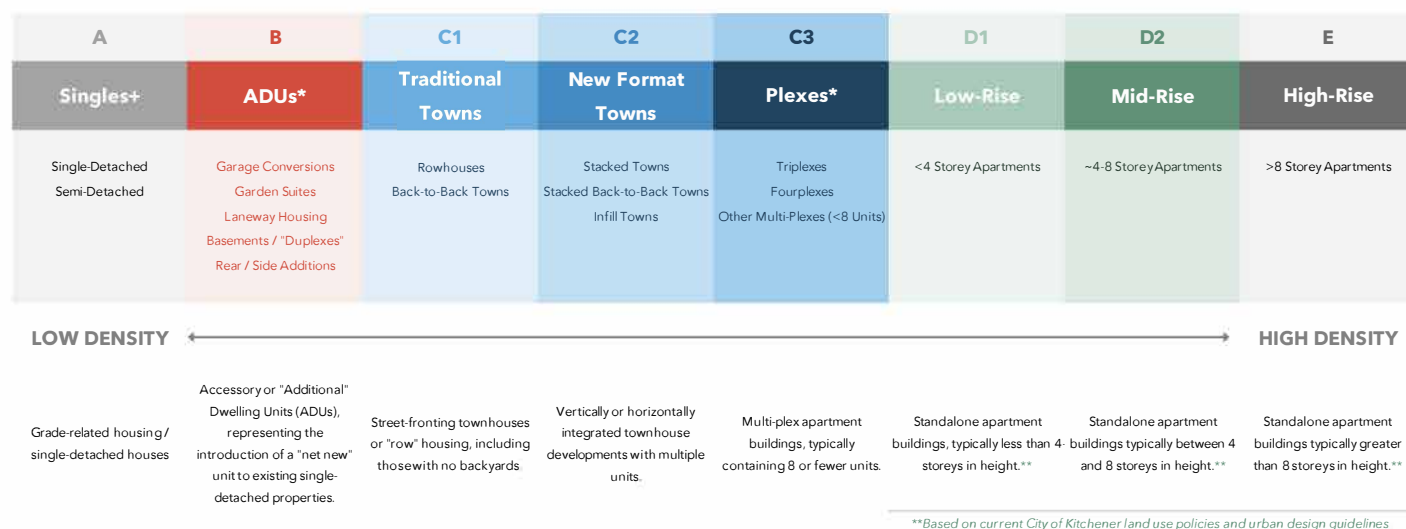 A
B
C1
C2
C3
D1
D2
E
Singles+
ADUs*
Traditional
Towns
New Format
Towns
Plexes*
Low-Rise
Mid-Rise
High-Rise
Single-Detached
Semi-Detached
Garage Conversions
Garden Suites
Laneway Housing
Basements / "Duplexes"
Rear / Side Additions
Rowhouses
Back-to-Back Towns
Stacked Towns
Stacked Back-to-Back Towns
Infill Towns
Triplexes
Fourplexes
Other Multi-Plexes (<8 Units)
<4 Storey Apartments
~4-8 Storey Apartments
>8 Storey Apartments
LOW DENSITY
HIGH DENSITY
Grade-related housing /
single-detached houses
Accessory or "Additional"
Dwelling Units (ADUs),
representing the
introduction of a "net new"
unit to existing single-
detached properties.
Street-fronting townhouses
or "row" housing, including
those with no backyards.
Vertically or horizontally
integrated townhouse
developments with multiple
units.
Multi-plex apartment
buildings, typically
containing 8 or fewer units.
Standalone apartment
buildings, typically less than 4-
storeys in height.**
Standalone apartment
buildings typically between 4
and 8 storeys in height.**
Standalone apartment
buildings typically greater
than 8 storeys in height.**
**Based on current City of Kitchener land use policies and urban design guidelines